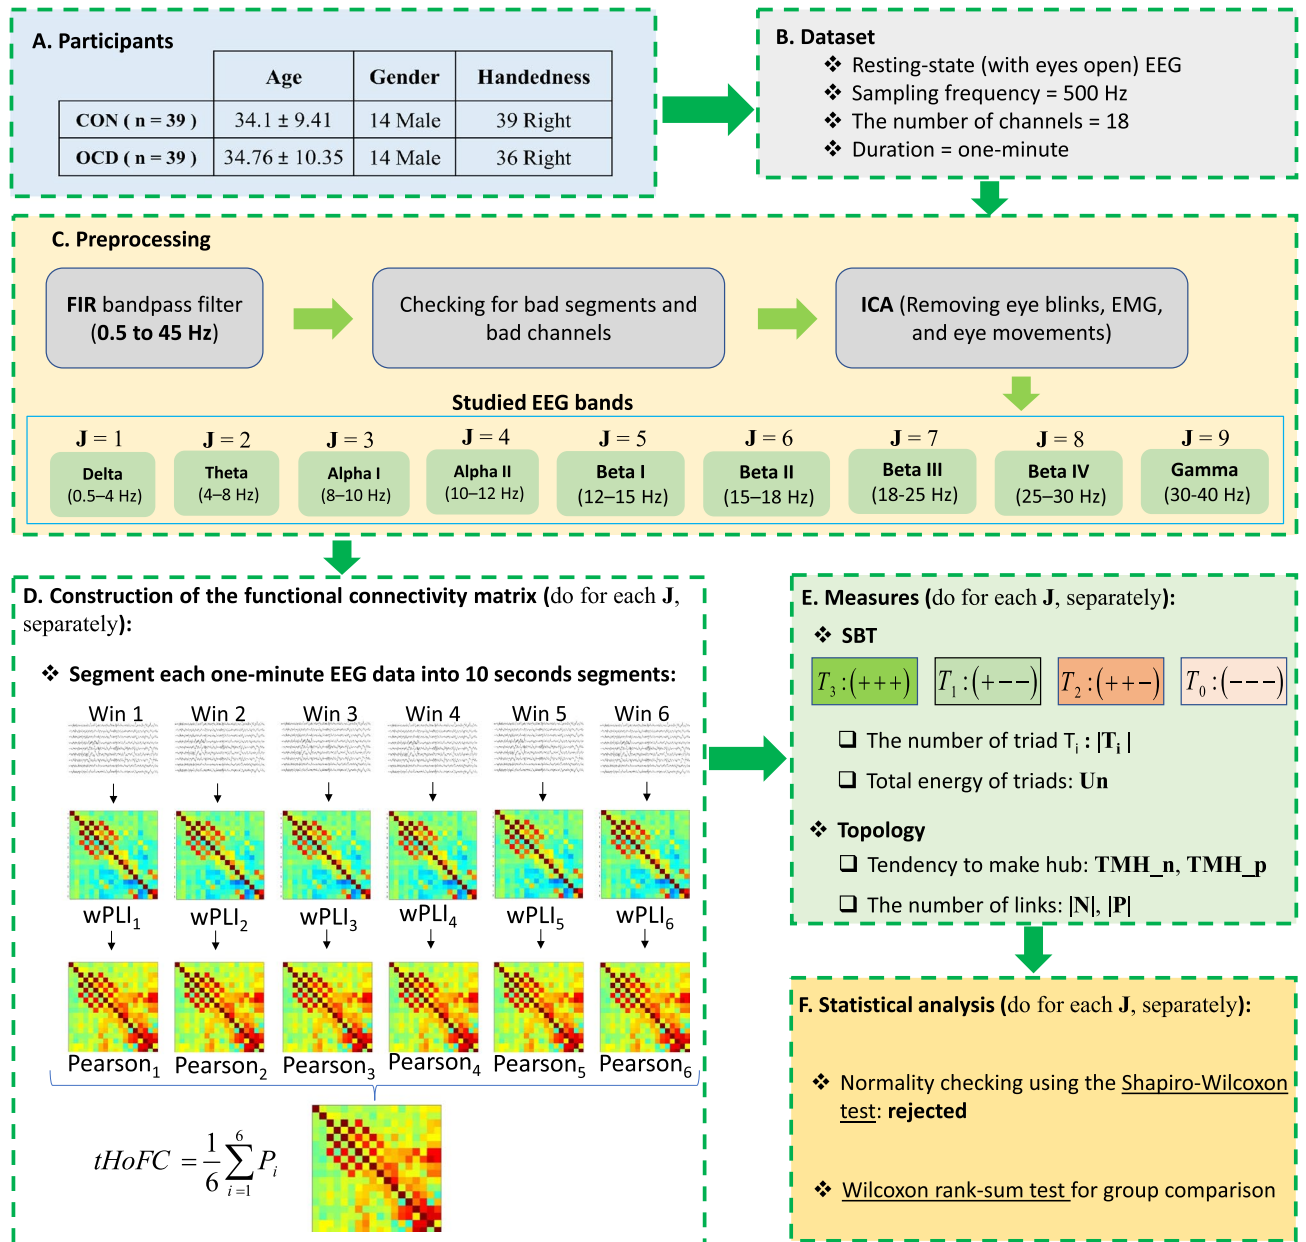 A. Participants
Age Gender Handedness
CON ( n = 39 ) 34.1 ± 9.41 14 Male 39 Right
OCD ( n = 39 ) 34.76 ± 10.35 14 Male 36 Right
B. Dataset
❖ Resting-state (with eyes open) EEG
❖ Sampling frequency = 500 Hz
❖ The number of channels = 18
❖ Duration = one-minute
C. Preprocessing
FIR bandpass filter
(0.5 to 45 Hz)
Checking for bad segments and
bad channels
ICA (Removing eye blinks, EMG,
and eye movements)
Studied EEG bands
J = 1 J = 2 J = 3 J = 4 J = 5 J = 6 J = 7 J = 8 J = 9
Delta Theta Alpha I Alpha II Beta I Beta II Beta III Beta IV Gamma
(0.5–4 Hz) (4–8 Hz) (8–10 Hz) (10–12 Hz) (12–15 Hz) (15–18 Hz) (18-25 Hz) (25–30 Hz) (30-40 Hz)
D. Construction of the functional connectivity matrix (do for each J,
separately):
❖ Segment each one-minute EEG data into 10 seconds segments:
Win 1 Win 2 Win 3 Win 4 Win 5 Win 6
wPLI₁ wPLI₂ wPLI₃ wPLI₄ wPLI₅ wPLI₆
Pearson₁ Pearson₂ Pearson₃ Pearson₄ Pearson₅ Pearson₆
tHoFC = 1/6 ∑_{i=1}^{6} P_i
E. Measures (do for each J, separately):
❖ SBT
T₃:(+++) T₁:(+−−) T₂:(++−) T₀:(−−−)
❑ The number of triad Tᵢ : |Tᵢ |
❑ Total energy of triads: Un
❖ Topology
❑ Tendency to make hub: TMH_n, TMH_p
❑ The number of links: |N|, |P|
F. Statistical analysis (do for each J, separately):
❖ Normality checking using the Shapiro-Wilcoxon
test: rejected
❖ Wilcoxon rank-sum test for group comparison